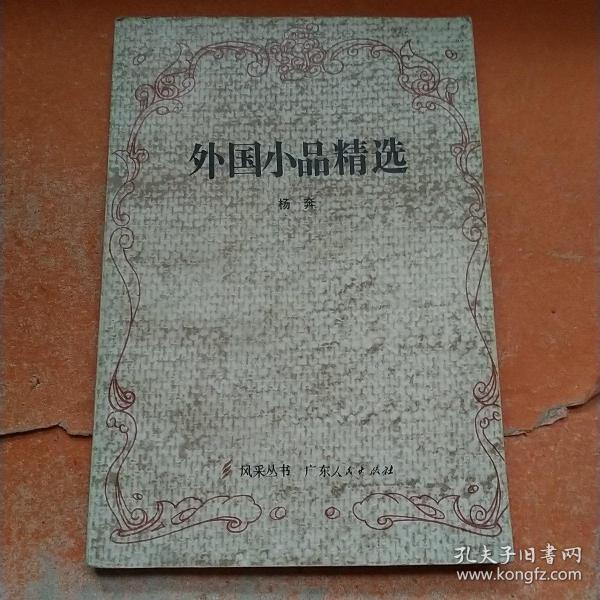 外国小品精选
杨 奔
风采丛书 广东人民出版社
孔夫子旧書网
www.kongfz.com